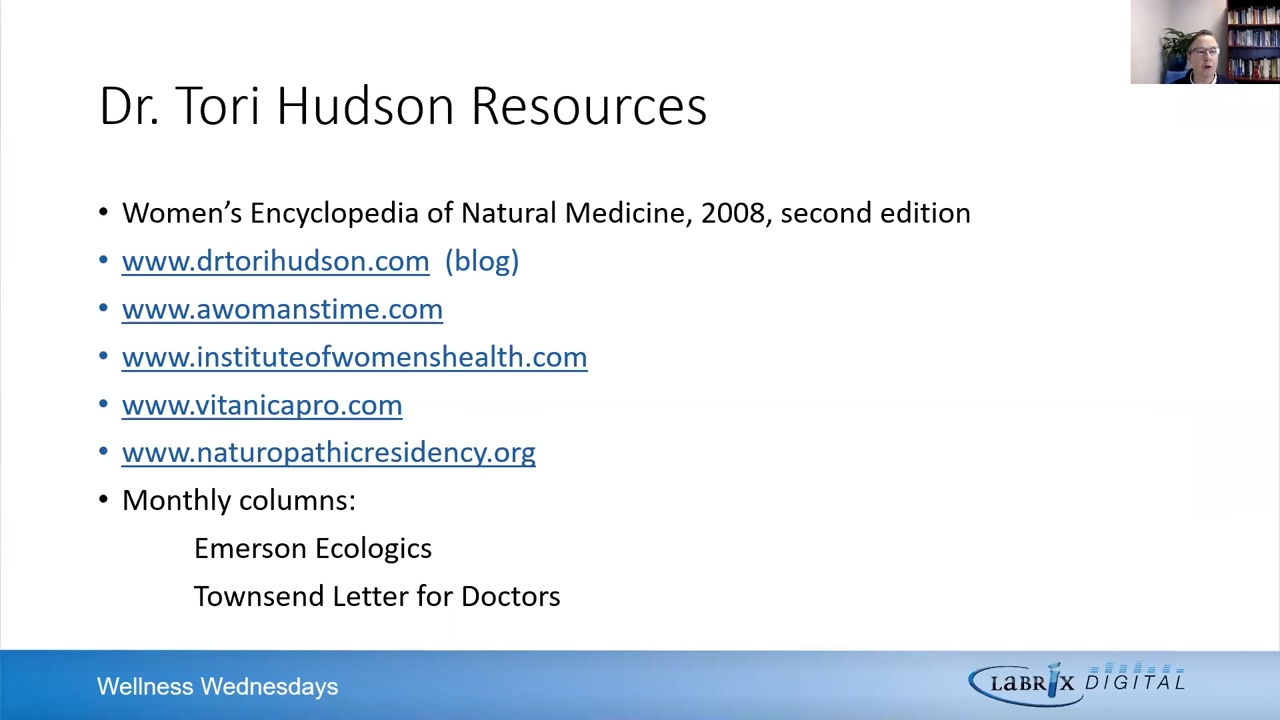 Dr. Tori Hudson Resources
• Women’s Encyclopedia of Natural Medicine, 2008, second edition
• www.drtorihudson.com (blog)
• www.awomanstime.com
• www.instituteofwomenshealth.com
• www.vitanicapro.com
• www.naturopathicresidency.org
• Monthly columns:
Emerson Ecologics
Townsend Letter for Doctors
Wellness Wednesdays
LABRIX DIGITAL